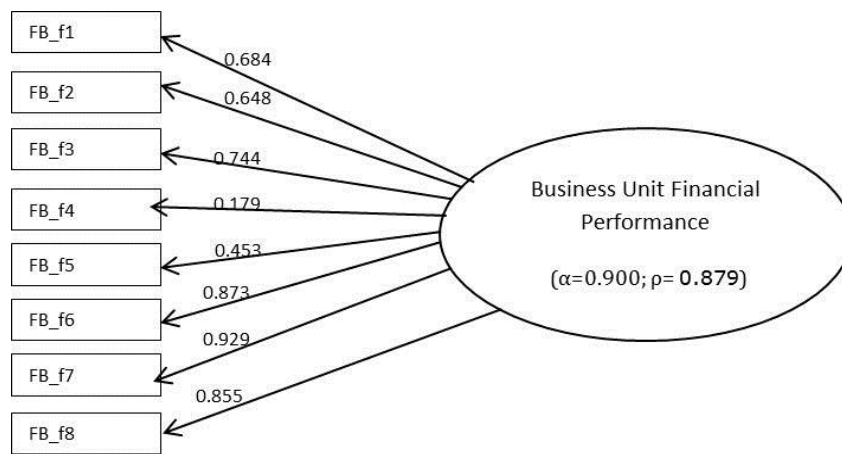 FB_f1
0.684
FB_f2
0.648
FB_f3
0.744
FB_f4
0.179
FB_f5
0.453
FB_f6
0.873
FB_f7
0.929
FB_f8
0.855
Business Unit Financial
Performance
(α=0.900; ρ= 0.879)